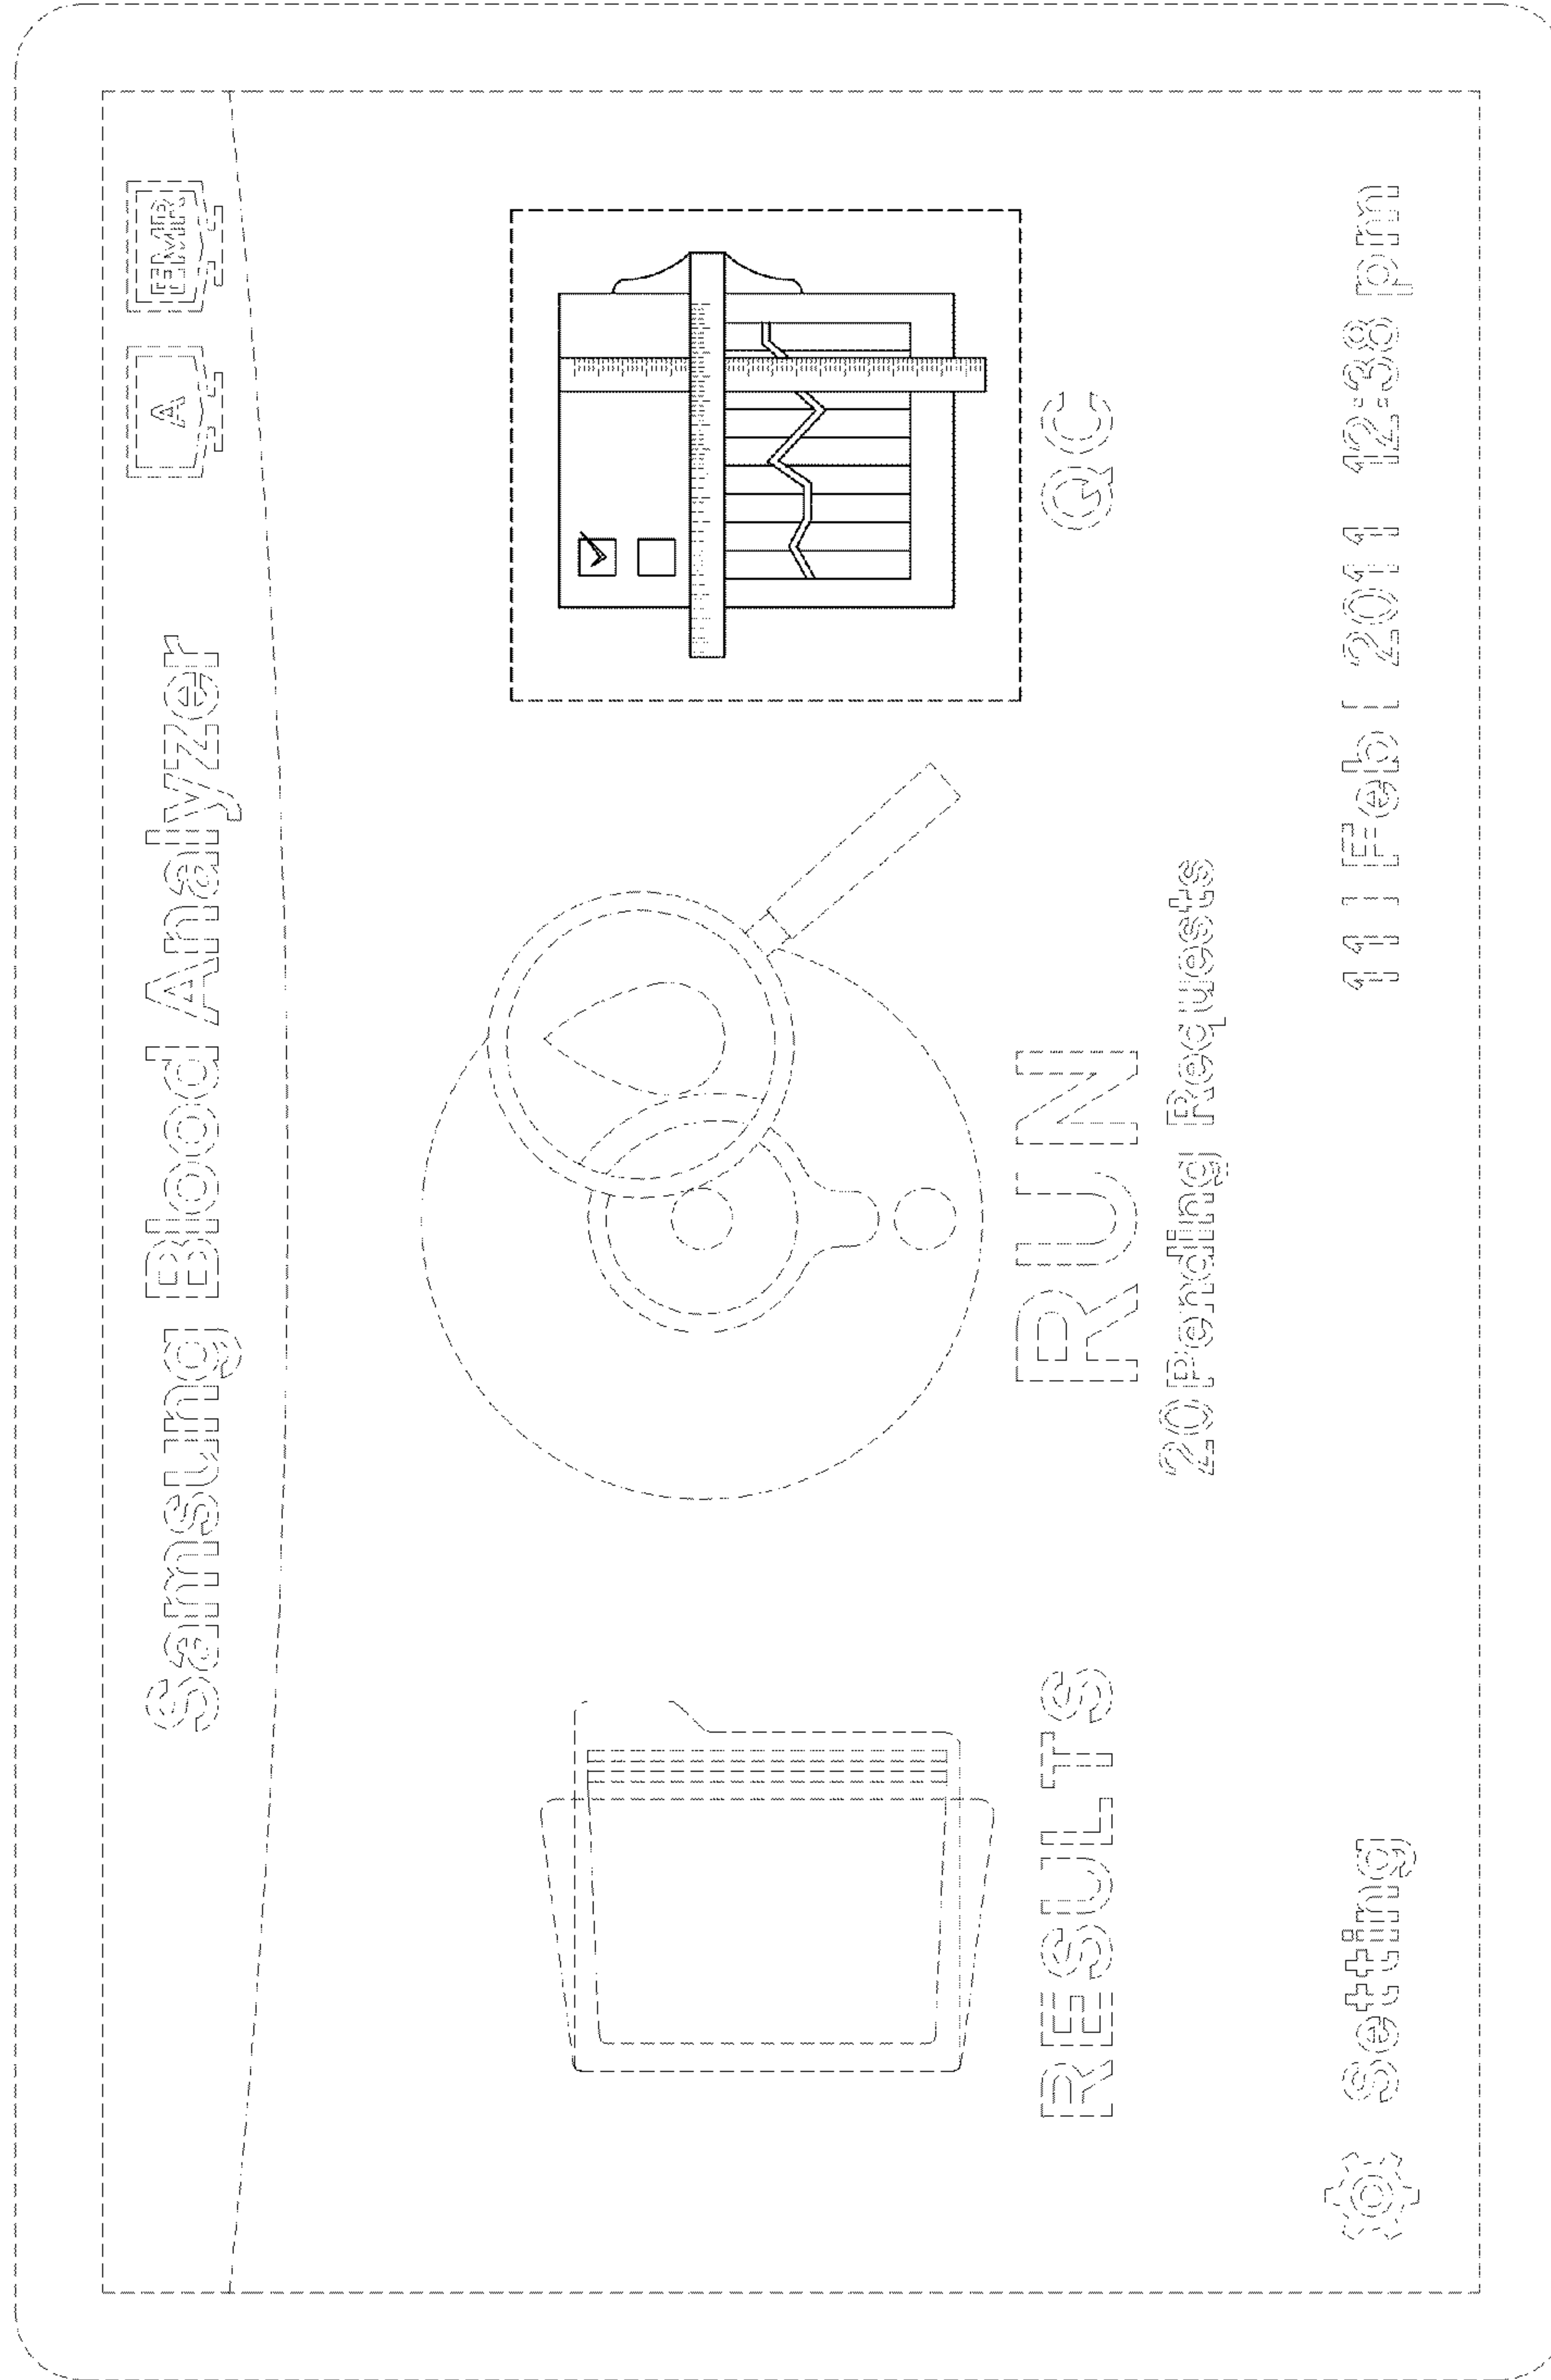 Samsung Blood Analyzer
A
EMR
RESULTS
RUN
20 Pending Requests
QC
Setting
11 | Feb | 2011 12:38 pm